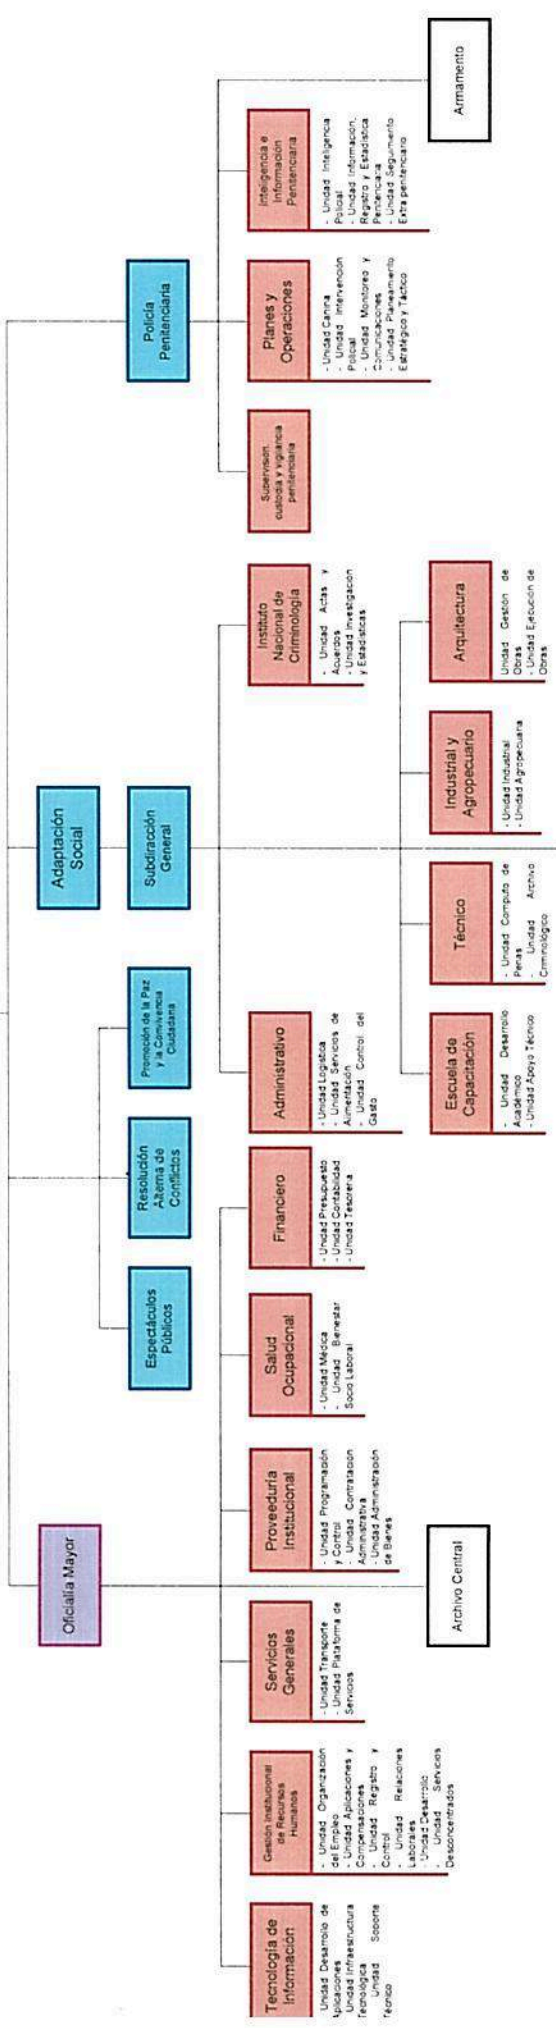 Oficialía Mayor
Adaptación
Social
Espectáculos
Públicos
Resolución
Alterna de
Conflictos
Promoción de la Paz
y la Convivencia
Ciudadana
Subdiracción
General
Policía
Penitenciaria
Tecnología de
Información
Unidad Desarrollo de
Aplicaciones
- Unidad Infraestructura
Tecnológica
- Unidad Soporte
Técnico
Gestión Institucional
de Recursos
Humanos
- Unidad Organización
del Empleo
- Unidad Aplicaciones y
Compensaciones
- Unidad Registro y
Control
- Unidad Relaciones
Laborales
- Unidad Desarrollo
- Unidad Servicios
Desconcentrados
Servicios
Generales
- Unidad Transporte
- Unidad Plataforma de
Servicios
Proveeduría
Institucional
- Unidad Programación
y Control
- Unidad Contratación
Administrativa
- Unidad Administración
de Bienes
Salud
Ocupacional
- Unidad Médica
- Unidad Bienestar
Socio Laboral
Financiero
- Unidad Presupuesto
- Unidad Contabilidad
- Unidad Tesorería
Administrativo
- Unidad Logística
- Unidad Servicios de
Alimentación
- Unidad Control del
Gasto
Instituto
Nacional de
Criminología
- Unidad Actas y
Acuerdos
- Unidad Investigación
y Estadísticas
Supervisión,
custodia y vigilancia
penitenciaria
Planes y
Operaciones
- Unidad Canina
- Unidad Intervención
Policial
- Unidad Monitoreo y
Comunicaciones
- Unidad Planeamiento
Estratégico y Táctico
Inteligencia e
Información
Penitenciaria
- Unidad Inteligencia
Policial
- Unidad Información,
Registro y Estadística
Penitenciaria
- Unidad Seguimiento
Extra penitenciario
Archivo Central
Escuela de
Capacitación
- Unidad Desarrollo
Académico
- Unidad Apoyo Técnico
Técnico
- Unidad Computo de
Penas
- Unidad Archivo
Criminológico
Industrial y
Agropecuario
- Unidad Industrial
- Unidad Agropecuaria
Arquitectura
Unidad Gestión de
Obras
- Unidad Ejecución de
Obras
Armamento